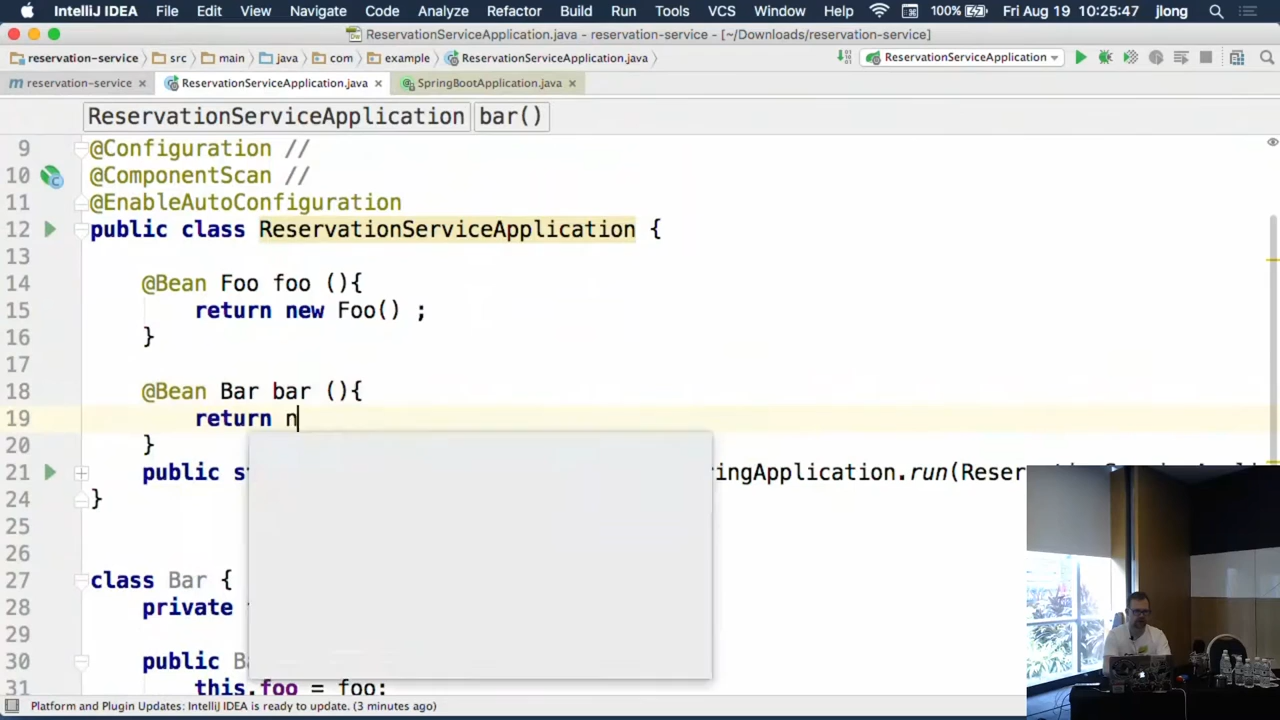 IntelliJ IDEA File Edit View Navigate Code Analyze Refactor Build Run Tools VCS Window Help 100% Fri Aug 19 10:25:47 jlong
ReservationServiceApplication.java - reservation-service - [~/Downloads/reservation-service]
reservation-service src main java com example ReservationServiceApplication.java ReservationServiceApplication
m reservation-service ReservationServiceApplication.java SpringBootApplication.java
ReservationServiceApplication bar()
9 @Configuration //
10 @ComponentScan //
11 @EnableAutoConfiguration
12 public class ReservationServiceApplication {
13
14 @Bean Foo foo (){
15 return new Foo() ;
16 }
17
18 @Bean Bar bar (){
19 return n
20 }
21 public s ringApplication.run(Reser
24 }
25
26
27 class Bar {
28 private
29
30 public Ba
31 this.foo = foo;
Platform and Plugin Updates: IntelliJ IDEA is ready to update. (3 minutes ago)